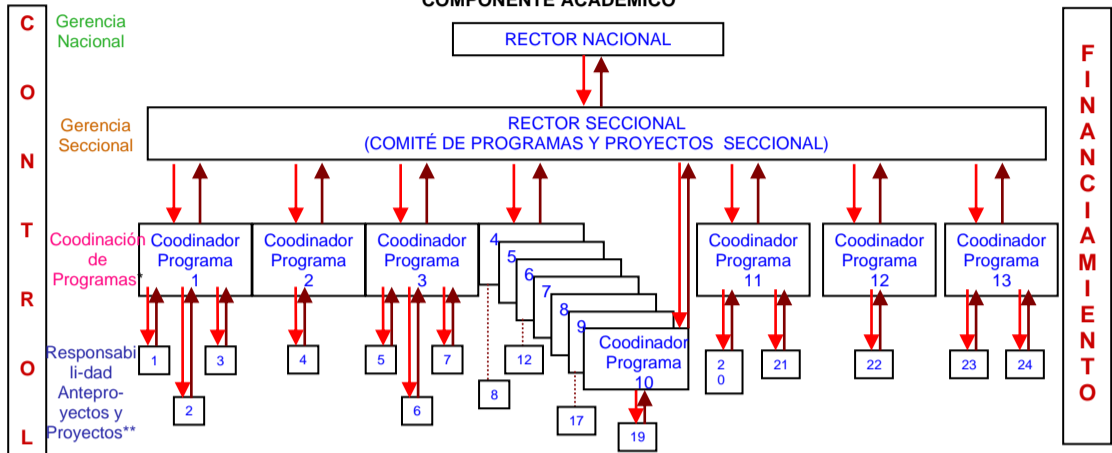 COMPONENTE ACADÉMICO
C
O
N
T
R
O
L
Gerencia
Nacional
RECTOR NACIONAL
Gerencia
Seccional
RECTOR SECCIONAL
(COMITÉ DE PROGRAMAS Y PROYECTOS SECCIONAL)
Coodinación
de
Programas*
Coodinador
Programa
1
Coodinador
Programa
2
Coodinador
Programa
3
4
5
6
7
8
9
Coodinador
Programa
10
Coodinador
Programa
11
Coodinador
Programa
12
Coodinador
Programa
13
Responsabi
li-dad
Antepro-
yectos y
Proyectos**
1
2
3
4
5
6
7
8
12
17
19
2
0
21
22
23
24
F
I
N
A
N
C
I
A
M
I
E
N
T
O